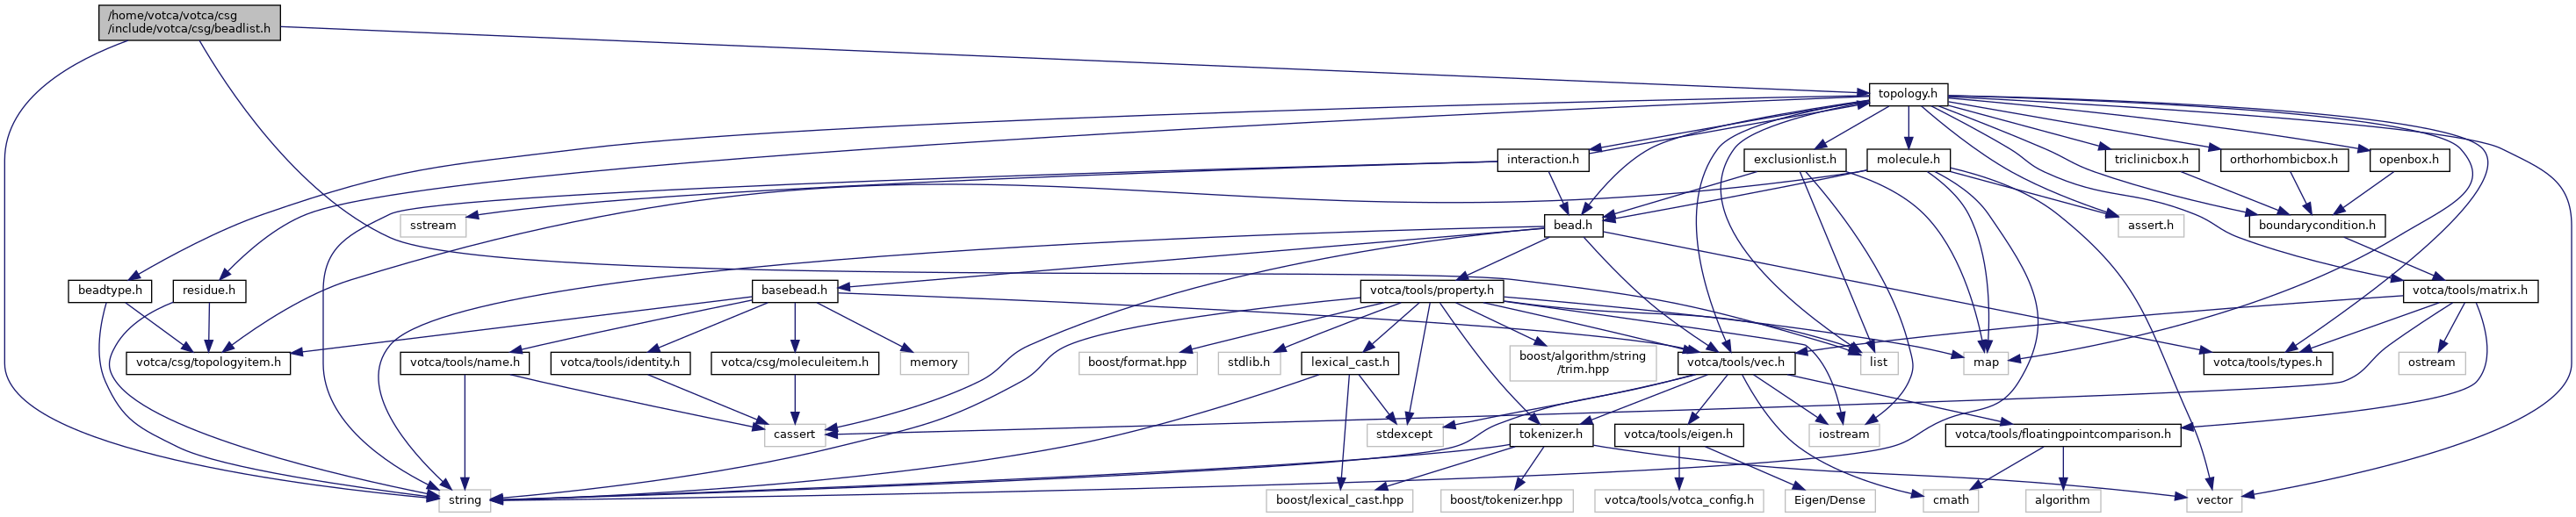 /home/votca/votca/csg
/include/votca/csg/beadlist.h
topology.h
interaction.h
exclusionlist.h
molecule.h
triclinicbox.h
orthorhombicbox.h
openbox.h
sstream
bead.h
assert.h
boundarycondition.h
beadtype.h
residue.h
basebead.h
votca/tools/property.h
votca/tools/matrix.h
votca/csg/topologyitem.h
votca/tools/name.h
votca/tools/identity.h
votca/csg/moleculeitem.h
memory
boost/format.hpp
stdlib.h
lexical_cast.h
boost/algorithm/string
/trim.hpp
votca/tools/vec.h
list
map
votca/tools/types.h
ostream
cassert
stdexcept
tokenizer.h
votca/tools/eigen.h
iostream
votca/tools/floatingpointcomparison.h
string
boost/lexical_cast.hpp
boost/tokenizer.hpp
votca/tools/votca_config.h
Eigen/Dense
cmath
algorithm
vector